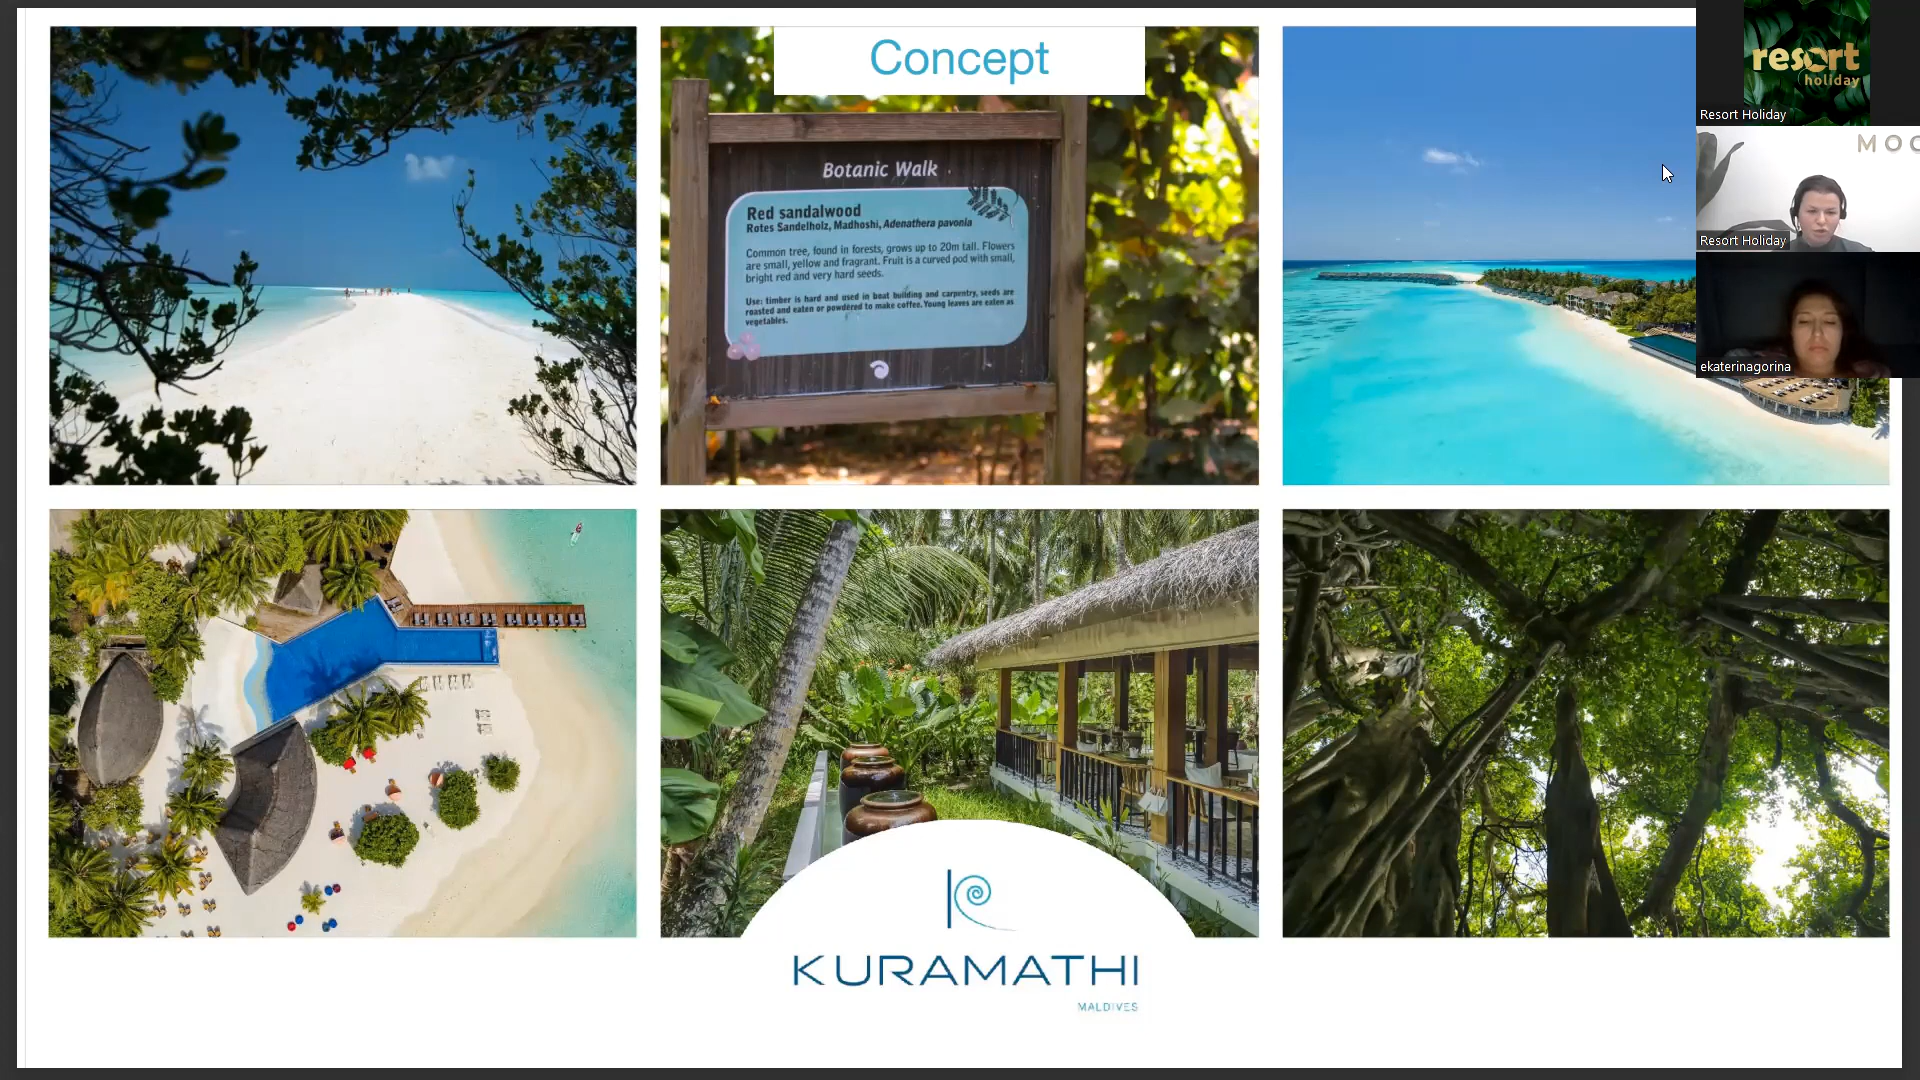 Concept
Botanic Walk
Red sandalwood
Rotes Sandelholz, Madhoshi, Adenathera pavonia
Common tree, found in forests, grows up to 20m tall. Flowers
are small, yellow and fragrant. Fruit is a curved pod with small,
bright red and very hard seeds.
Use: timber is hard and used in boat building and carpentry, seeds are
roasted and eaten or powdered to make coffee. Young leaves are eaten as
vegetables.
resort
holiday
Resort Holiday
MOO
Resort Holiday
ekaterinagorina
KURAMATHI
MALDIVES